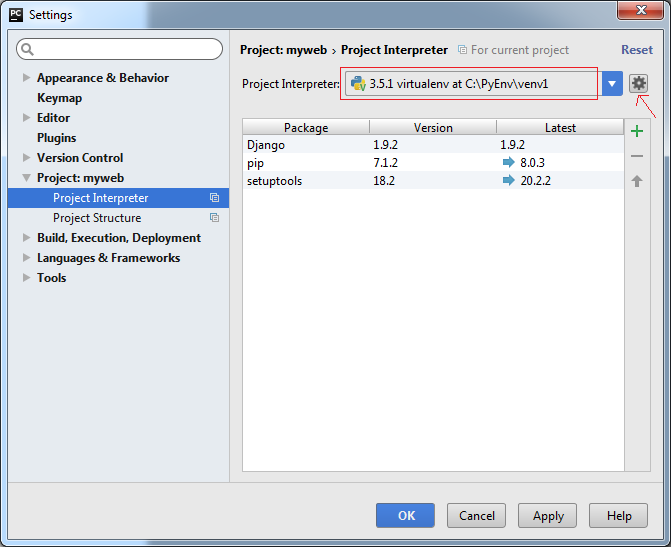 PC Settings
Project: myweb › Project Interpreter For current project Reset
Appearance & Behavior
Keymap
Editor
Plugins
Version Control
Project: myweb
Project Interpreter
Project Structure
Build, Execution, Deployment
Languages & Frameworks
Tools
Project Interpreter: 3.5.1 virtualenv at C:\PyEnv\venv1
Package Version Latest
Django 1.9.2 1.9.2
pip 7.1.2 8.0.3
setuptools 18.2 20.2.2
OK Cancel Apply Help